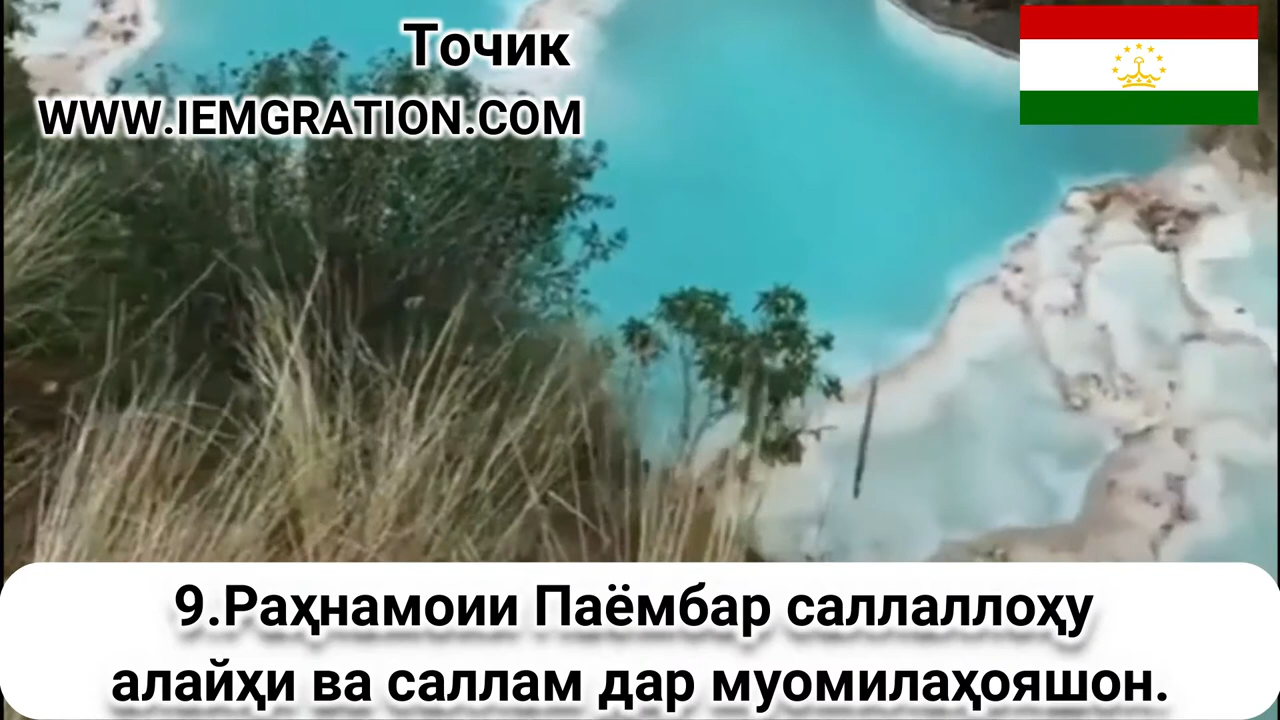 Точик
WWW.IEMGRATION.COM
9.Раҳнамоии Паёмбар саллаллоҳу
алайҳи ва саллам дар муомилаҳояшон.